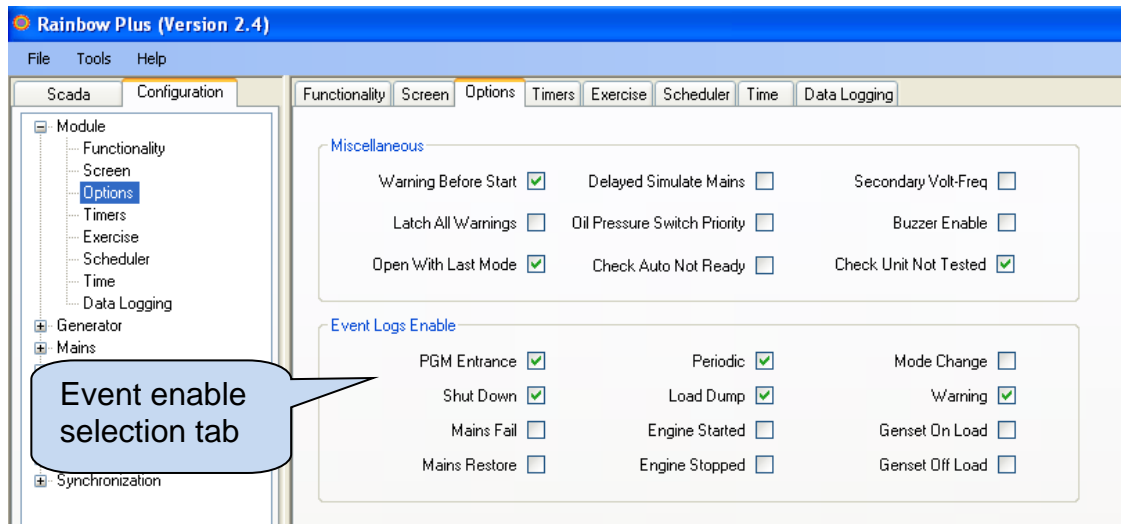 Rainbow Plus (Version 2.4)
File Tools Help
Scada Configuration
Module
Functionality
Screen
Options
Timers
Exercise
Scheduler
Time
Data Logging
Generator
Mains
Synchronization
Event enable
selection tab
Functionality Screen Options Timers Exercise Scheduler Time Data Logging
Miscellaneous
Warning Before Start Delayed Simulate Mains Secondary Volt-Freq
Latch All Warnings Oil Pressure Switch Priority Buzzer Enable
Open With Last Mode Check Auto Not Ready Check Unit Not Tested
Event Logs Enable
PGM Entrance Periodic Mode Change
Shut Down Load Dump Warning
Mains Fail Engine Started Genset On Load
Mains Restore Engine Stopped Genset Off Load